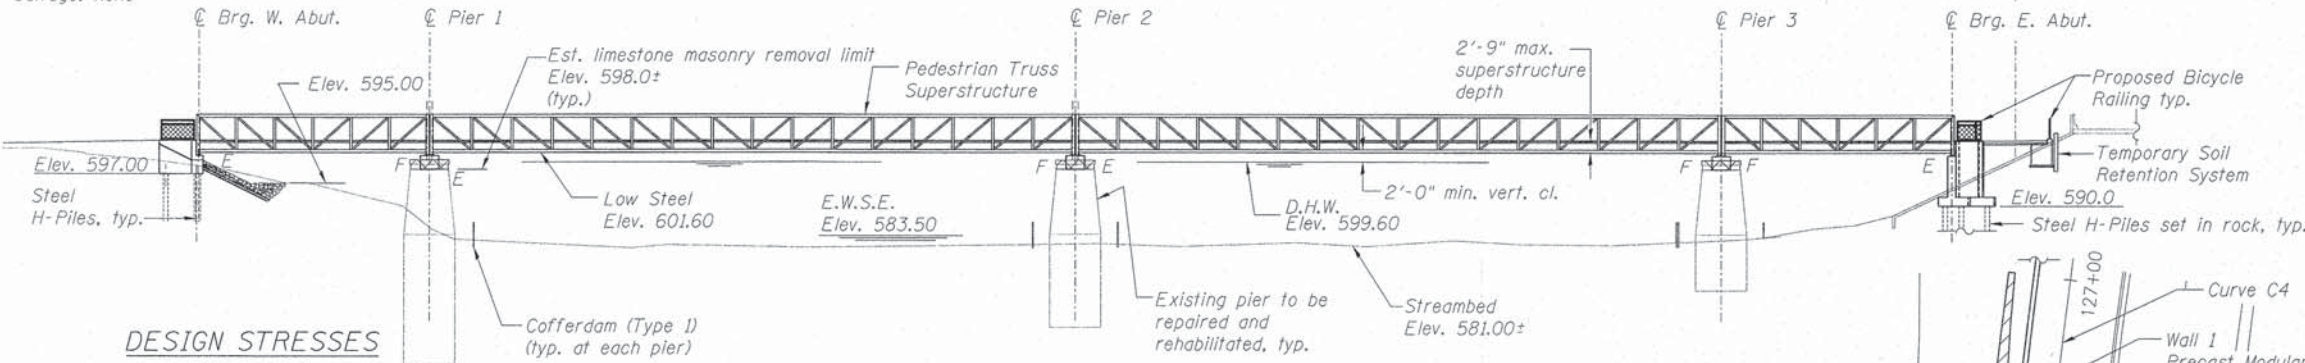 ℄ Brg. W. Abut.
℄ Pier 1
℄ Pier 2
℄ Pier 3
℄ Brg. E. Abut.
Elev. 595.00
Est. limestone masonry removal limit
Elev. 598.0±
(typ.)
Pedestrian Truss
Superstructure
2'-9" max.
superstructure
depth
Proposed Bicycle
Railing typ.
Elev. 597.00
Steel
H-Piles, typ.
E
F
E
Low Steel
Elev. 601.60
E.W.S.E.
Elev. 583.50
F
E
D.H.W.
Elev. 599.60
2'-0" min. vert. cl.
F
F
E
Temporary Soil
Retention System
Elev. 590.0
Steel H-Piles set in rock, typ.
Cofferdam (Type 1)
(typ. at each pier)
Existing pier to be
repaired and
rehabilitated, typ.
Streambed
Elev. 581.00±
127+00
Curve C4
Wall 1
Precast Modular
DESIGN STRESSES